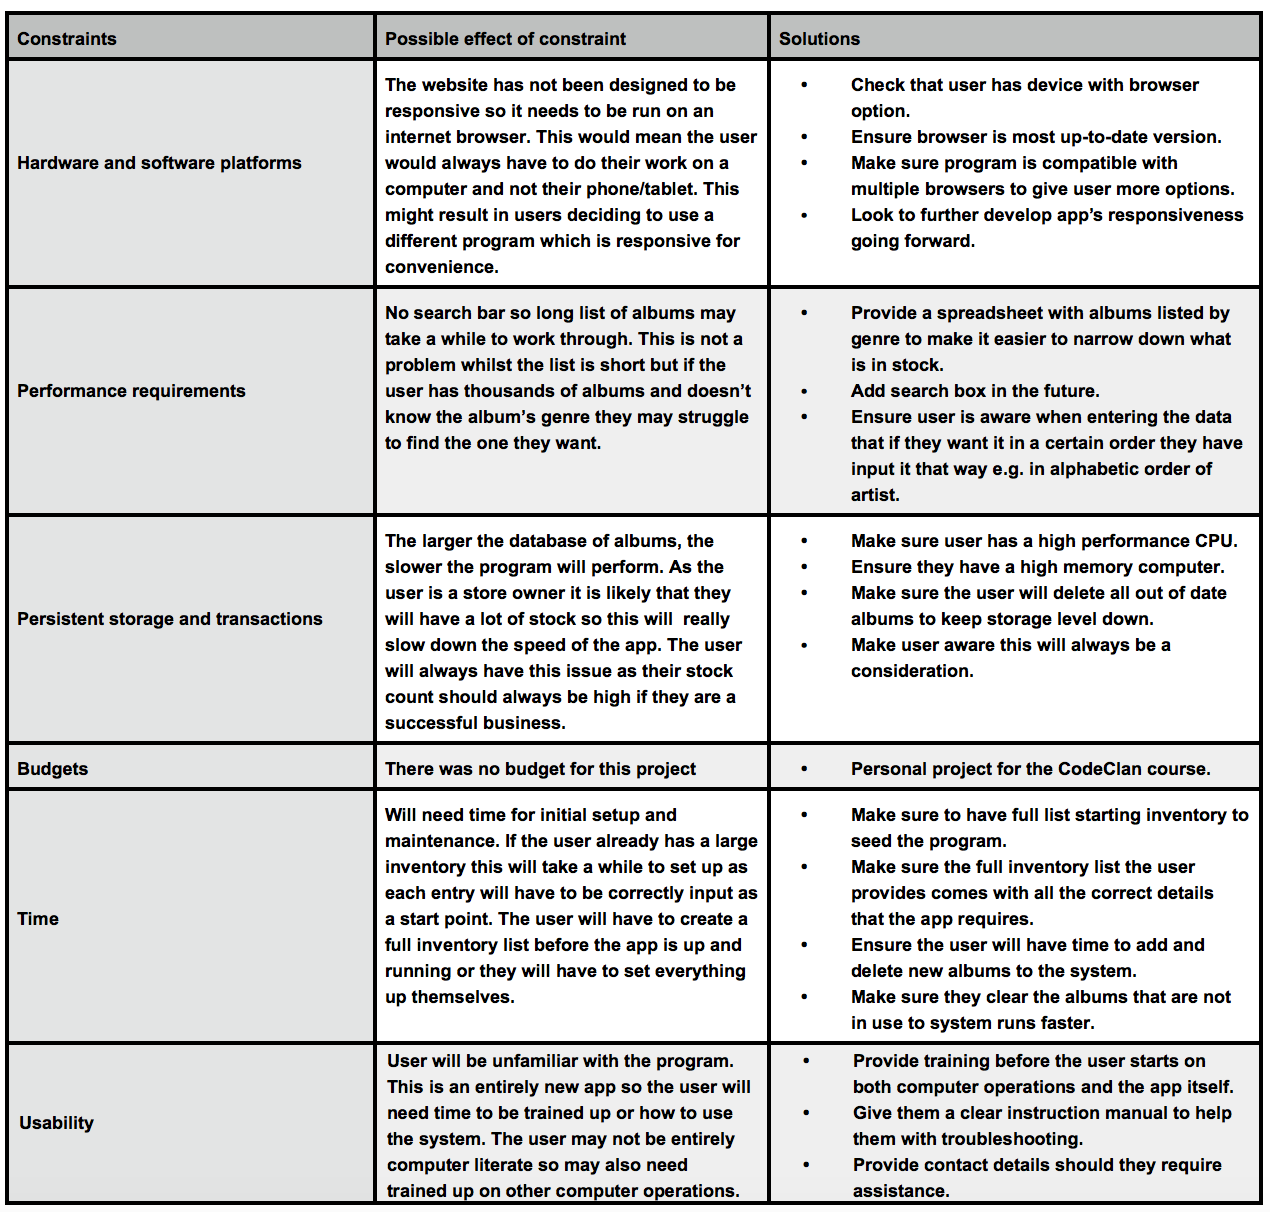 Constraints
Possible effect of constraint
Solutions
Hardware and software platforms
The website has not been designed to be
responsive so it needs to be run on an
internet browser. This would mean the user
would always have to do their work on a
computer and not their phone/tablet. This
might result in users deciding to use a
different program which is responsive for
convenience.
• Check that user has device with browser
option.
• Ensure browser is most up-to-date version.
• Make sure program is compatible with
multiple browsers to give user more options.
• Look to further develop app’s responsiveness
going forward.
Performance requirements
No search bar so long list of albums may
take a while to work through. This is not a
problem whilst the list is short but if the
user has thousands of albums and doesn’t
know the album’s genre they may struggle
to find the one they want.
• Provide a spreadsheet with albums listed by
genre to make it easier to narrow down what
is in stock.
• Add search box in the future.
• Ensure user is aware when entering the data
that if they want it in a certain order they have
input it that way e.g. in alphabetic order of
artist.
Persistent storage and transactions
The larger the database of albums, the
slower the program will perform. As the
user is a store owner it is likely that they
will have a lot of stock so this will  really
slow down the speed of the app. The user
will always have this issue as their stock
count should always be high if they are a
successful business.
• Make sure user has a high performance CPU.
• Ensure they have a high memory computer.
• Make sure the user will delete all out of date
albums to keep storage level down.
• Make user aware this will always be a
consideration.
Budgets
There was no budget for this project
• Personal project for the CodeClan course.
Time
Will need time for initial setup and
maintenance. If the user already has a large
inventory this will take a while to set up as
each entry will have to be correctly input as
a start point. The user will have to create a
full inventory list before the app is up and
running or they will have to set everything
up themselves.
• Make sure to have full list starting inventory to
seed the program.
• Make sure the full inventory list the user
provides comes with all the correct details
that the app requires.
• Ensure the user will have time to add and
delete new albums to the system.
• Make sure they clear the albums that are not
in use to system runs faster.
Usability
User will be unfamiliar with the program.
This is an entirely new app so the user will
need time to be trained up or how to use
the system. The user may not be entirely
computer literate so may also need
trained up on other computer operations.
• Provide training before the user starts on
both computer operations and the app itself.
• Give them a clear instruction manual to help
them with troubleshooting.
• Provide contact details should they require
assistance.